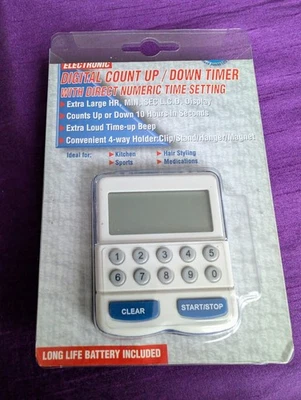 ELECTRONIC
DIGITAL COUNT UP / DOWN TIMER
WITH DIRECT NUMERIC TIME SETTING
Extra Large HR, Min. Sec L.C.D. Display
Counts Up or Down 10 Hours in Seconds
Extra Loud Time-up Beep
Convenient 4-way Holder:Clip/Stand/Hanger/Magnet
Ideal for: Kitchen Hair Styling
Sports Medications
1 2 3 4 5
6 7 8 9 0
CLEAR START/STOP
LONG LIFE BATTERY INCLUDED